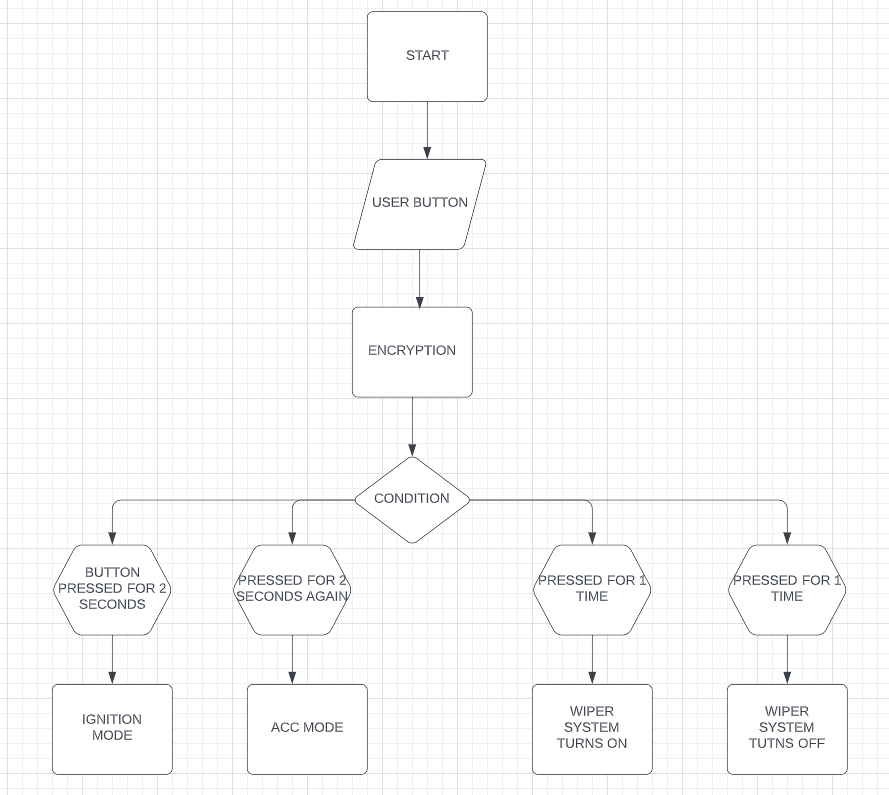 START
USER BUTTON
ENCRYPTION
CONDITION
BUTTON
PRESSED FOR 2
SECONDS
PRESSED FOR 2
SECONDS AGAIN
PRESSED FOR 1
TIME
PRESSED FOR 1
TIME
IGNITION
MODE
ACC MODE
WIPER
SYSTEM
TURNS ON
WIPER
SYSTEM
TUTNS OFF